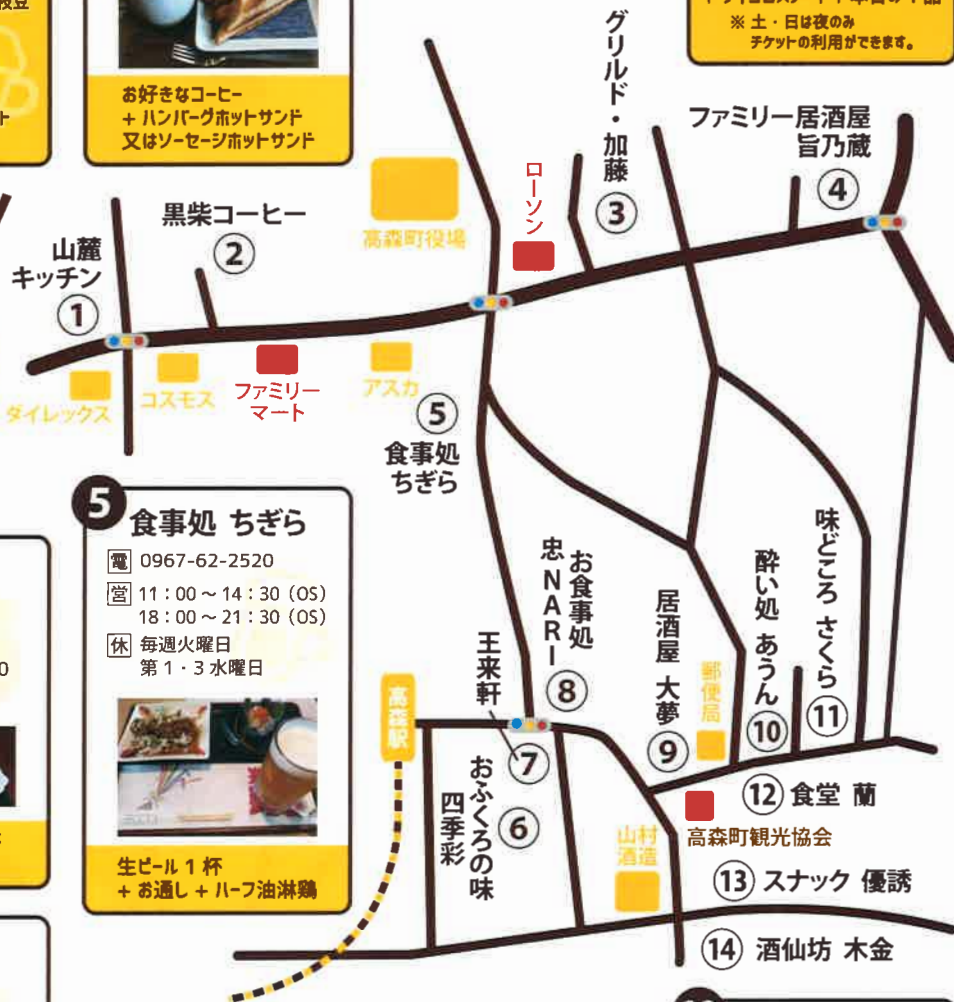 お好きなコーヒー
+ ハンバーグホットサンド
又はソーセージホットサンド
※ 土・日は夜のみ
チケットの利用ができます。
グリルド・加藤
③
ファミリー居酒屋
旨乃蔵
④
ローソン
高森町役場
黒柴コーヒー
②
山麓
キッチン
①
ダイレックス
コスモス
ファミリー
マート
アスカ
⑤
食事処
ちぎら
5
食事処 ちぎら
電 0967-62-2520
営 11：00 ～ 14：30（OS）
18：00 ～ 21：30（OS）
休 毎週火曜日
第 1・3 水曜日
生ビール 1 杯
+ お通し + ハーフ油淋鶏
高森駅
王来軒
⑦
お食事処
忠NARI
⑧
おふくろの味
四季彩
⑥
居酒屋 大夢
⑨
郵便局
酔い処 あうん
⑩
味どころ さくら
⑪
⑫ 食堂 蘭
高森町観光協会
山村
酒造
⑬ スナック 優誘
⑭ 酒仙坊 木金